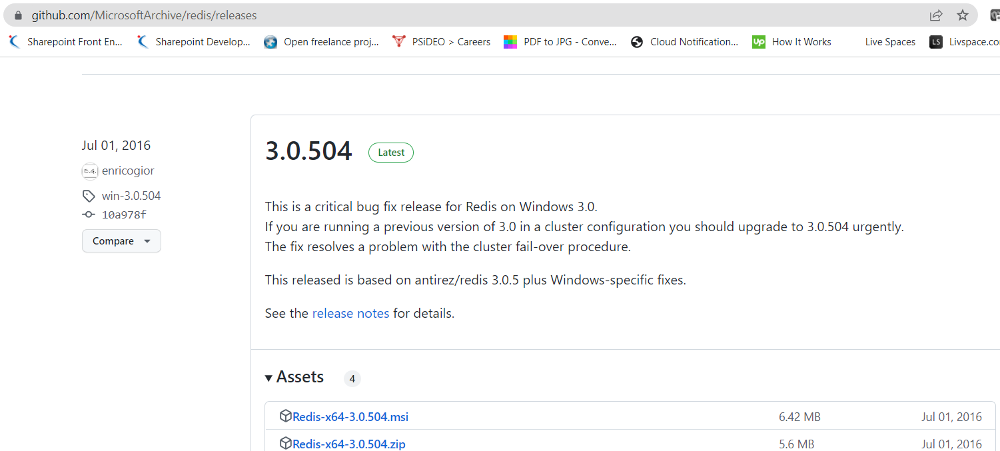 github.com/MicrosoftArchive/redis/releases
Sharepoint Front En... Sharepoint Develop... Open freelance proj... PSiDEO > Careers PDF to JPG - Conve... Cloud Notification... Up How It Works Live Spaces LS Livspace.co
Jul 01, 2016
enricogior
win-3.0.504
10a978f
Compare
3.0.504 Latest
This is a critical bug fix release for Redis on Windows 3.0.
If you are running a previous version of 3.0 in a cluster configuration you should upgrade to 3.0.504 urgently.
The fix resolves a problem with the cluster fail-over procedure.
This released is based on antirez/redis 3.0.5 plus Windows-specific fixes.
See the release notes for details.
Assets 4
Redis-x64-3.0.504.msi 6.42 MB Jul 01, 2016
Redis-x64-3.0.504.zip 5.6 MB Jul 01, 2016